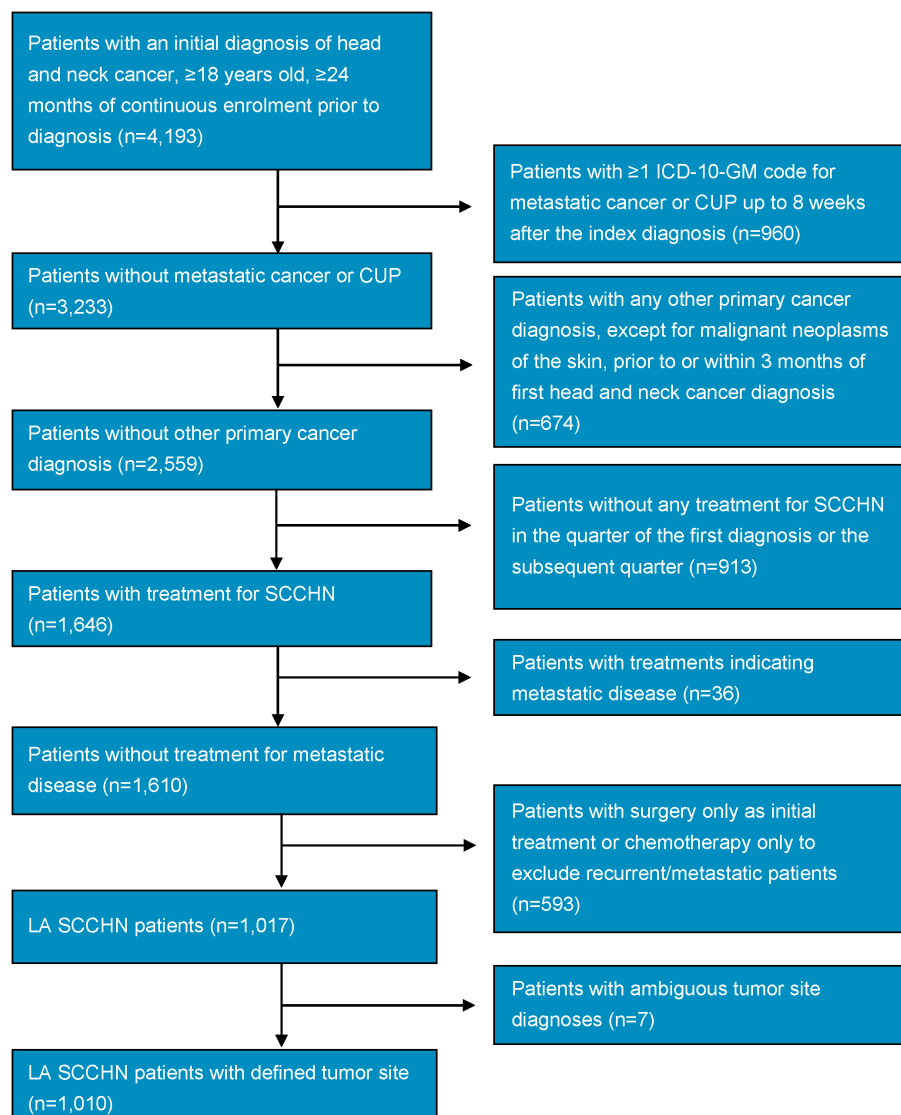 Patients with an initial diagnosis of head
and neck cancer, ≥18 years old, ≥24
months of continuous enrolment prior to
diagnosis (n=4,193)
Patients with ≥1 ICD-10-GM code for
metastatic cancer or CUP up to 8 weeks
after the index diagnosis (n=960)
Patients without metastatic cancer or CUP
(n=3,233)
Patients with any other primary cancer
diagnosis, except for malignant neoplasms
of the skin, prior to or within 3 months of
first head and neck cancer diagnosis
(n=674)
Patients without other primary cancer
diagnosis (n=2,559)
Patients without any treatment for SCCHN
in the quarter of the first diagnosis or the
subsequent quarter (n=913)
Patients with treatment for SCCHN
(n=1,646)
Patients with treatments indicating
metastatic disease (n=36)
Patients without treatment for metastatic
disease (n=1,610)
Patients with surgery only as initial
treatment or chemotherapy only to
exclude recurrent/metastatic patients
(n=593)
LA SCCHN patients (n=1,017)
Patients with ambiguous tumor site
diagnoses (n=7)
LA SCCHN patients with defined tumor site
(n=1,010)